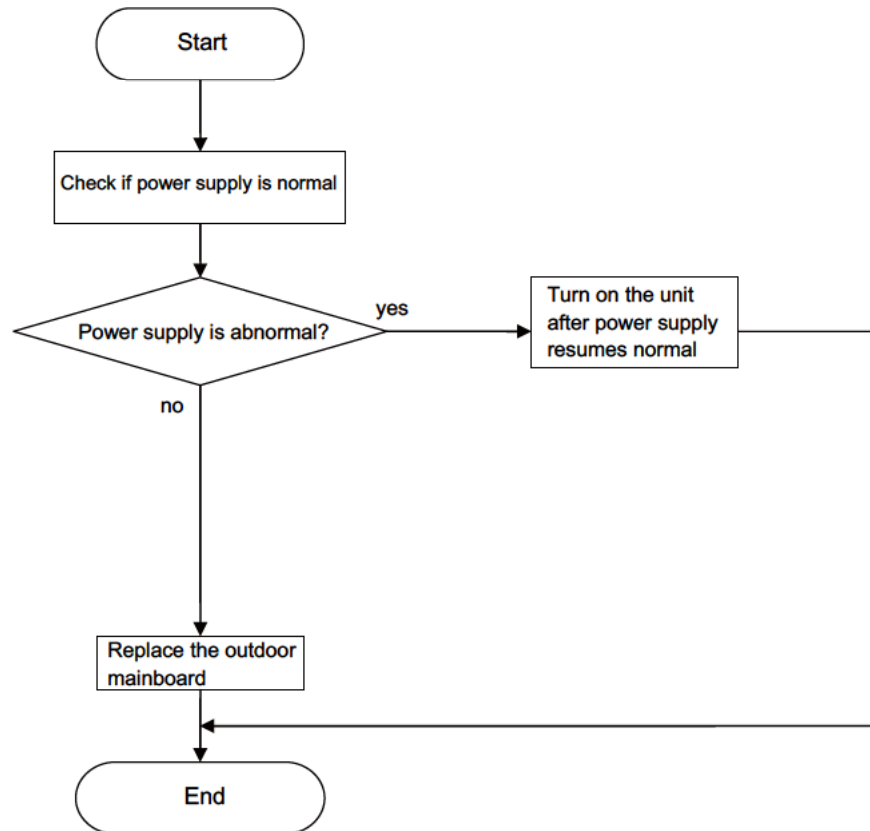 Start
Check if power supply is normal
Power supply is abnormal?
yes
Turn on the unit
after power supply
resumes normal
no
Replace the outdoor
mainboard
End